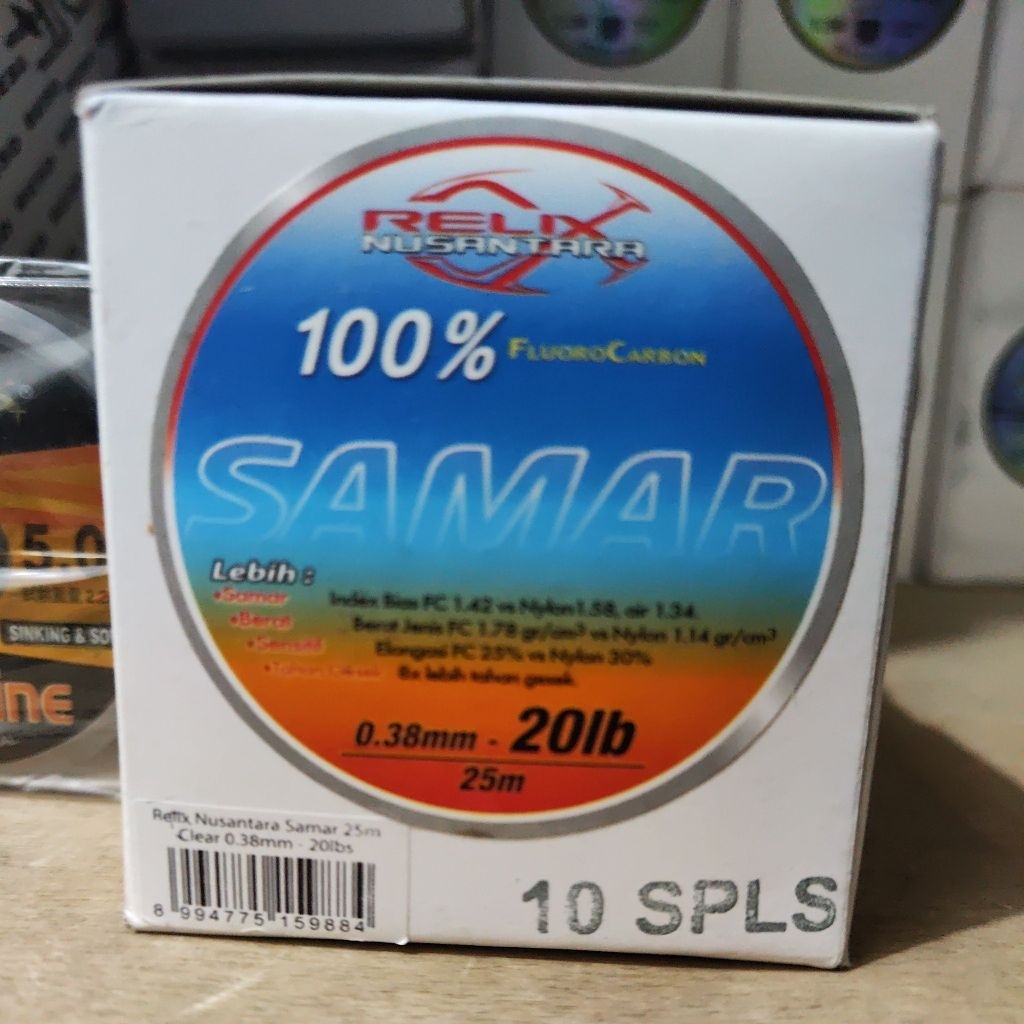 RELIX
NUSANTARA
100% FLUOROCARBON
SAMAR
Lebih :
•Samar
•Berat
•Sensitif
•Tahan Gesek
Indek Bias FC 1.42 vs Nylon1.58, air 1.34.
Berat Jenis FC 1.78 gr/cm³ vs Nylon 1.14 gr/cm³
Elongasi FC 25% vs Nylon 30%
8x lebih tahan gesek.
0.38mm - 20lb
25m
Relix Nusantara Samar 25m
Clear 0.38mm - 20lbs
8 994775 159884
10 SPLS
5.0
SINKING &
INE